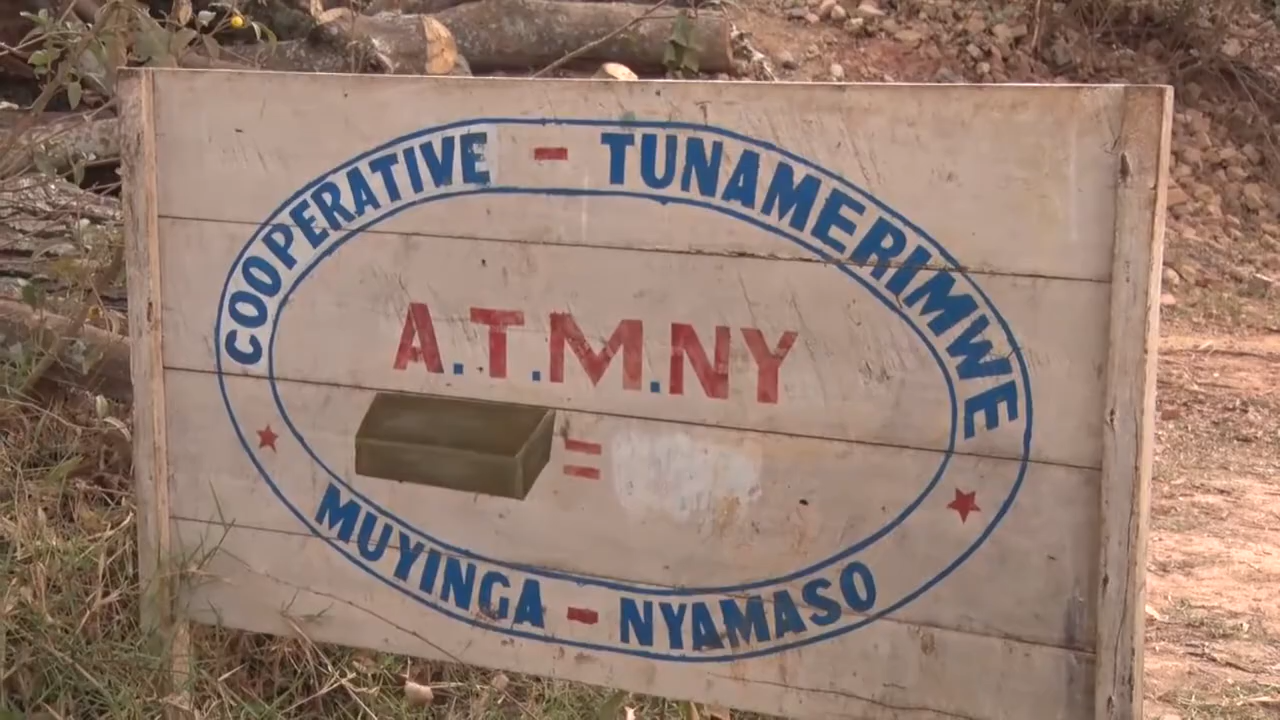 COOPERATIVE - TUNAMERIMWE
A.T.M.NY
=
MUYINGA - NYAMASO